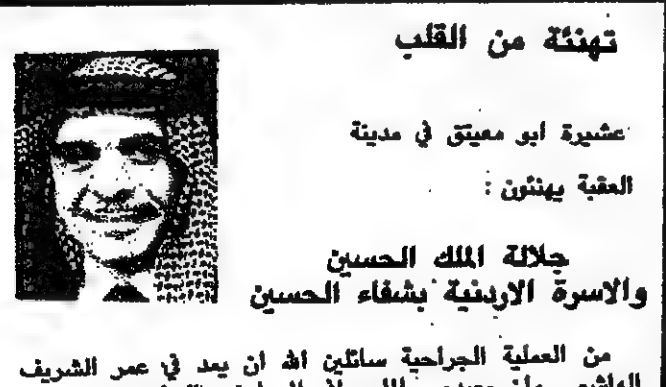 تهنئة من القلب
عشيرة ابو معيتق في مدينة
العقبة يهنئون :
جلالة الملك الحسين
والاسرة الاردنية بشفاء الحسين
من العملية الجراحية سائلين الله ان يمد في عمر الشريف